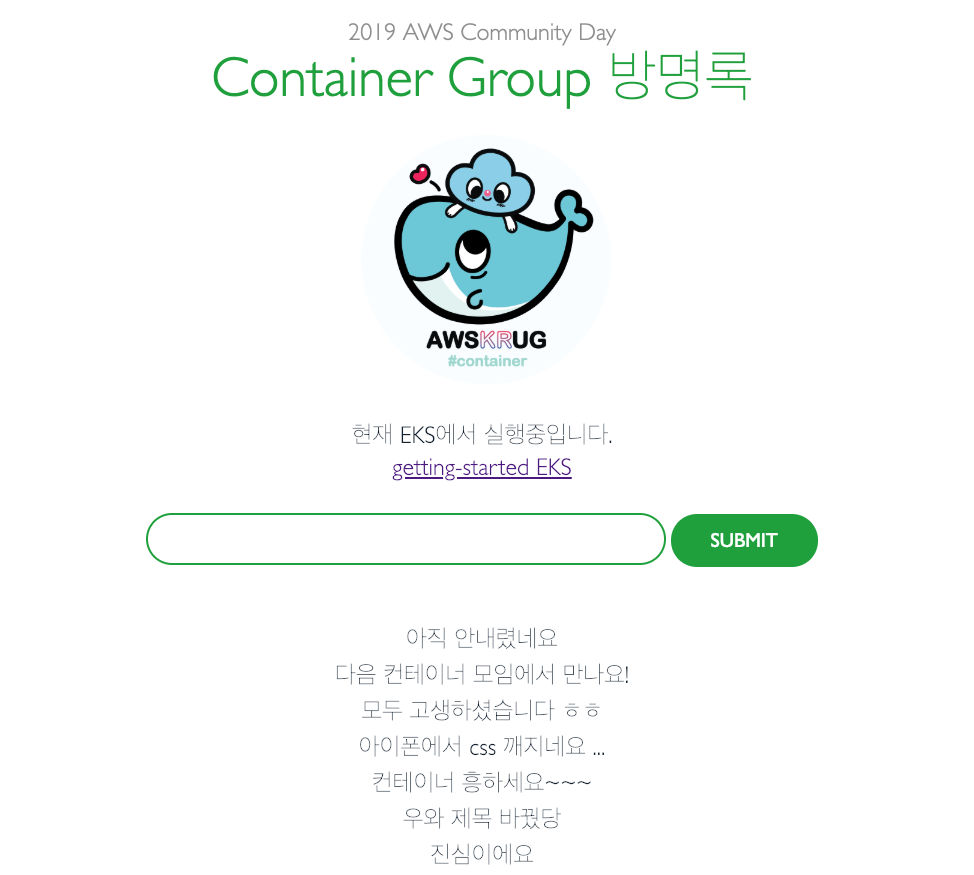 2019 AWS Community Day
Container Group 방명록
AWSKRUG
#container
현재 EKS에서 실행중입니다.
getting-started EKS
SUBMIT
아직 안내렸네요
다음 컨테이너 모임에서 만나요!
모두 고생하셨습니다 ㅎㅎ
아이폰에서 css 깨지네요 ...
컨테이너 흥하세요~~~
우와 제목 바꿨당
진심이에요